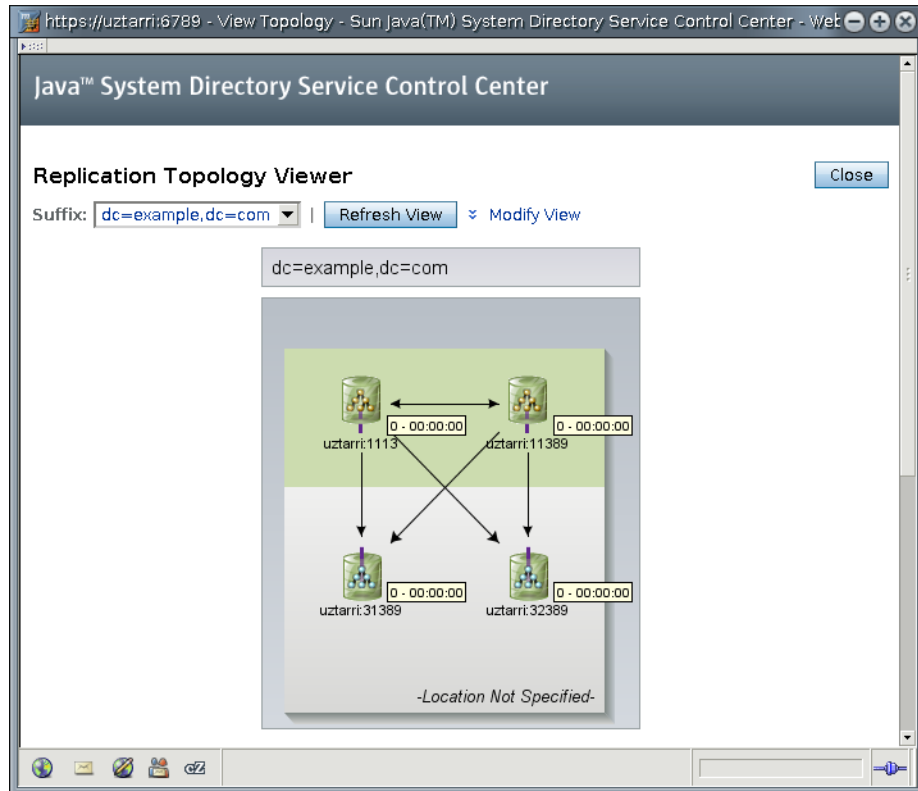 https://uztarri:6789 - View Topology - Sun Java(TM) System Directory Service Control Center - Web
Java™ System Directory Service Control Center
Replication Topology Viewer
Close
Suffix: dc=example,dc=com | Refresh View Modify View
dc=example,dc=com
0 - 00:00:00 0 - 00:00:00
uztarri:1113 uztarri:11389
0 - 00:00:00 0 - 00:00:00
uztarri:31389 uztarri:32389
-Location Not Specified-